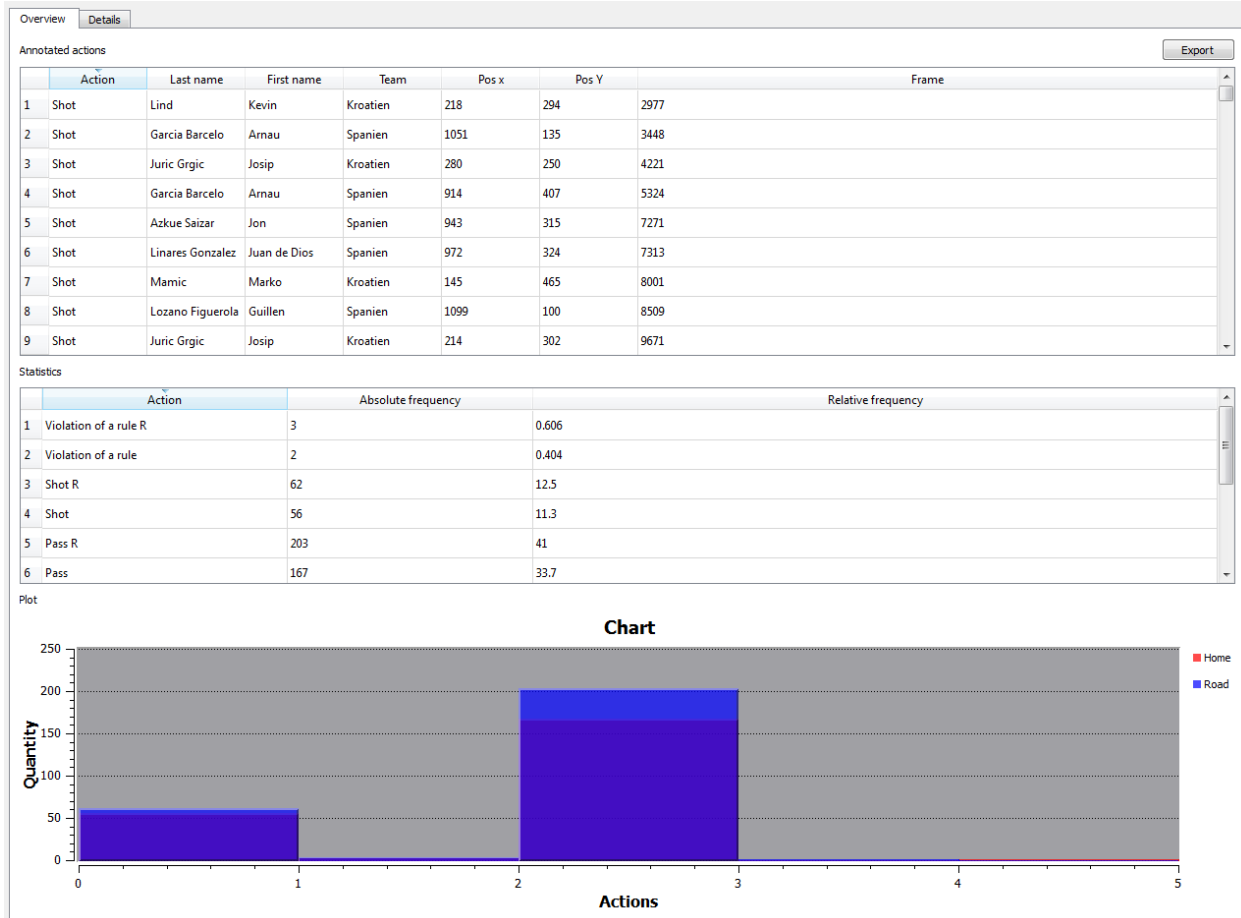 Overview Details
Annotated actions Export
Action Last name First name Team Pos x Pos Y Frame
1 Shot Lind Kevin Kroatien 218 294 2977
2 Shot Garcia Barcelo Arnau Spanien 1051 135 3448
3 Shot Juric Grgic Josip Kroatien 280 250 4221
4 Shot Garcia Barcelo Arnau Spanien 914 407 5324
5 Shot Azkue Saizar Jon Spanien 943 315 7271
6 Shot Linares Gonzalez Juan de Dios Spanien 972 324 7313
7 Shot Mamic Marko Kroatien 145 465 8001
8 Shot Lozano Figuerola Guillen Spanien 1099 100 8509
9 Shot Juric Grgic Josip Kroatien 214 302 9671
Statistics
Action Absolute frequency Relative frequency
1 Violation of a rule R 3 0.606
2 Violation of a rule 2 0.404
3 Shot R 62 12.5
4 Shot 56 11.3
5 Pass R 203 41
6 Pass 167 33.7
Plot
Chart
250
200
150
100
50
0
Quantity
Home
Road
0 1 2 3 4 5
Actions